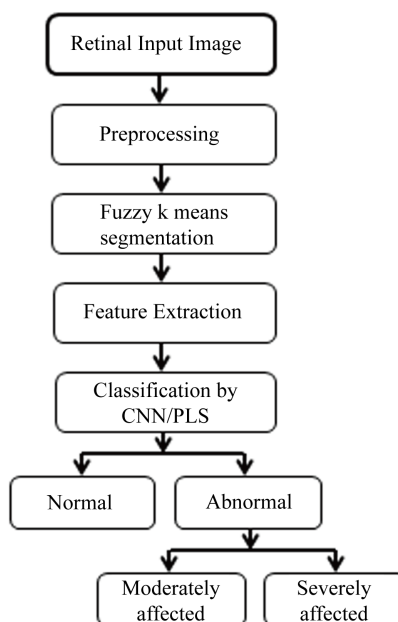 Retinal Input Image
Preprocessing
Fuzzy k means
segmentation
Feature Extraction
Classification by
CNN/PLS
Normal
Abnormal
Moderately
affected
Severely
affected